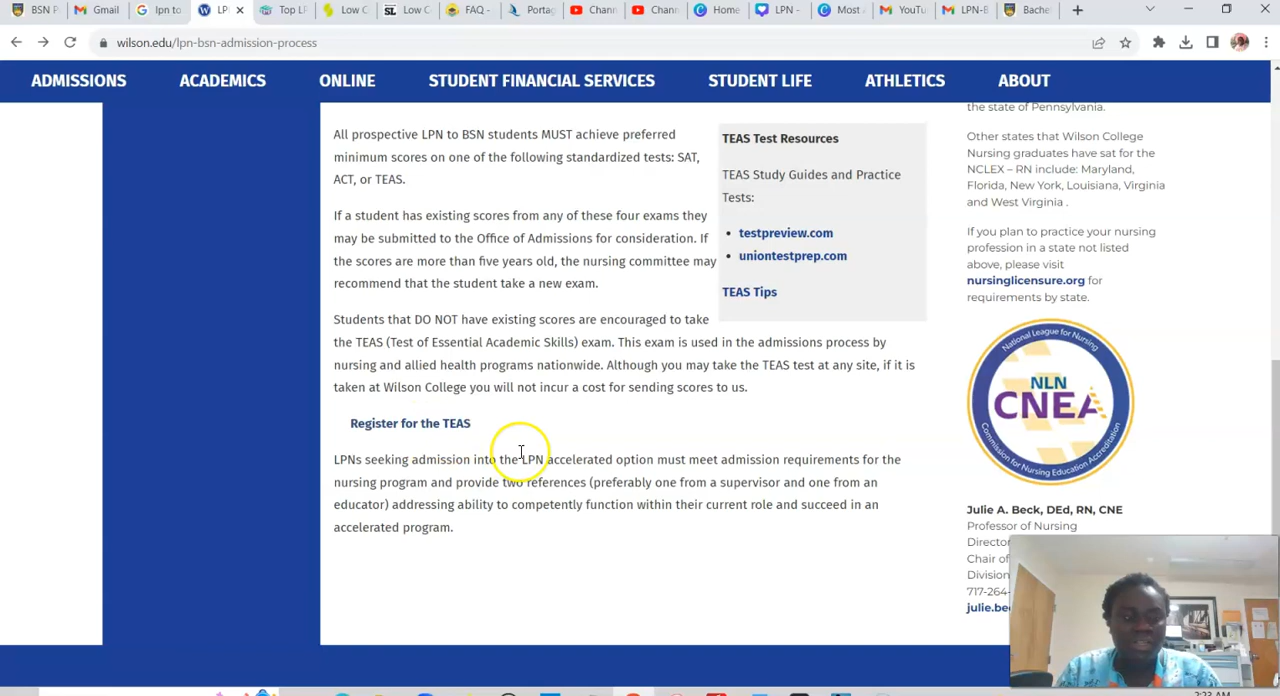 BSN P
Gmail
lpn to
LP
Top L
Low C
Low C
FAQ -
Portag
Chann
Chann
Home
LPN -
Most A
YouTu
LPN-B
Bache
wilson.edu/lpn-bsn-admission-process
ADMISSIONS
ACADEMICS
ONLINE
STUDENT FINANCIAL SERVICES
STUDENT LIFE
ATHLETICS
ABOUT
All prospective LPN to BSN students MUST achieve preferred
minimum scores on one of the following standardized tests: SAT,
ACT, or TEAS.
If a student has existing scores from any of these four exams they
may be submitted to the Office of Admissions for consideration. If
the scores are more than five years old, the nursing committee may
recommend that the student take a new exam.
Students that DO NOT have existing scores are encouraged to take
the TEAS (Test of Essential Academic Skills) exam. This exam is used in the admissions process by
nursing and allied health programs nationwide. Although you may take the TEAS test at any site, if it is
taken at Wilson College you will not incur a cost for sending scores to us.
Register for the TEAS
LPNs seeking admission into the LPN accelerated option must meet admission requirements for the
nursing program and provide two references (preferably one from a supervisor and one from an
educator) addressing ability to competently function within their current role and succeed in an
accelerated program.
TEAS Test Resources
TEAS Study Guides and Practice
Tests:
• testpreview.com
• uniontestprep.com
TEAS Tips
the state of Pennsylvania.
Other states that Wilson College
Nursing graduates have sat for the
NCLEX – RN include: Maryland,
Florida, New York, Louisiana, Virginia
and West Virginia .
If you plan to practice your nursing
profession in a state not listed
above, please visit
nursinglicensure.org for
requirements by state.
National League for Nursing
NLN
CNEA
Commission for Nursing Education Accreditation
Julie A. Beck, DEd, RN, CNE
Professor of Nursing
Direct
Chair of
Division
717-264-
julie.be
2:23 AM